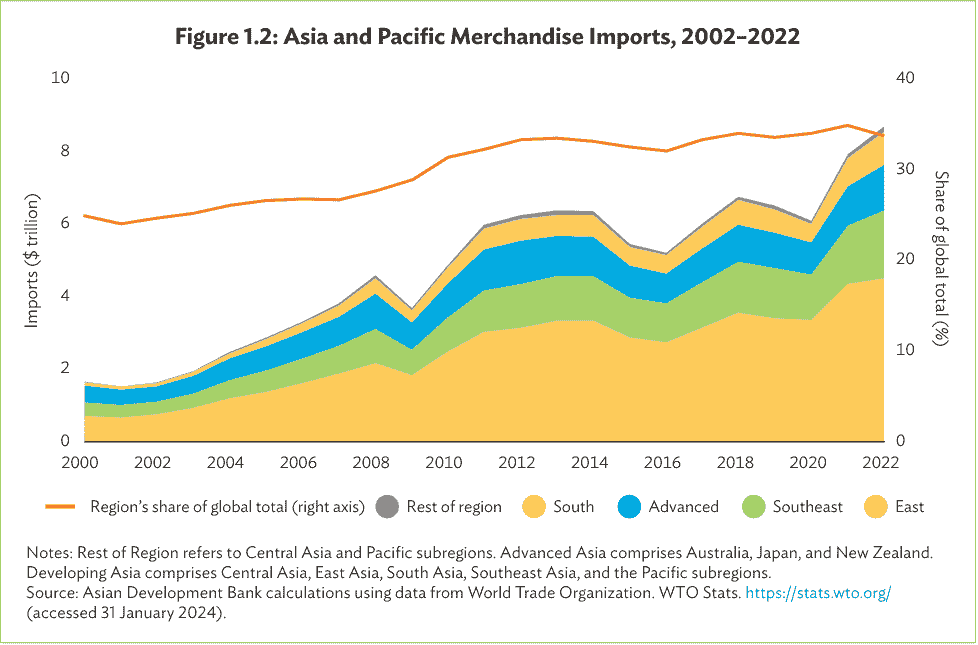 Figure 1.2: Asia and Pacific Merchandise Imports, 2002–2022
10
8
6
4
2
0
Imports ($ trillion)
40
30
20
10
0
Share of global total (%)
2000 2002 2004 2006 2008 2010 2012 2014 2016 2018 2020 2022
Region's share of global total (right axis) Rest of region South Advanced Southeast East
Notes: Rest of Region refers to Central Asia and Pacific subregions. Advanced Asia comprises Australia, Japan, and New Zealand.
Developing Asia comprises Central Asia, East Asia, South Asia, Southeast Asia, and the Pacific subregions.
Source: Asian Development Bank calculations using data from World Trade Organization. WTO Stats. https://stats.wto.org/
(accessed 31 January 2024).